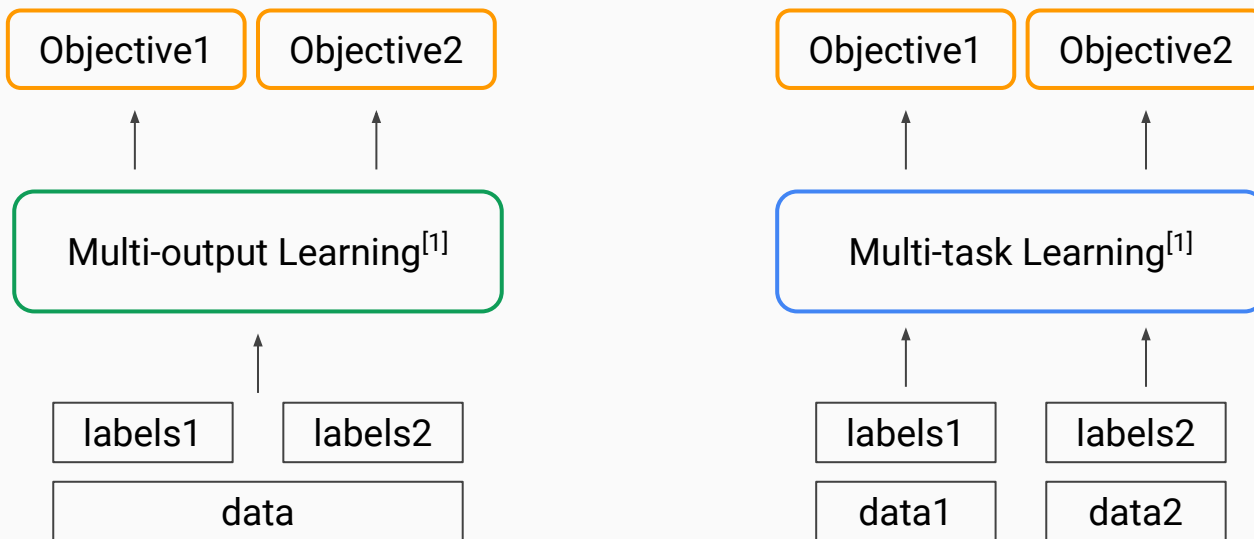 Objective1 Objective2
Multi-output Learning[1]
labels1 labels2
data
Objective1 Objective2
Multi-task Learning[1]
labels1 labels2
data1 data2